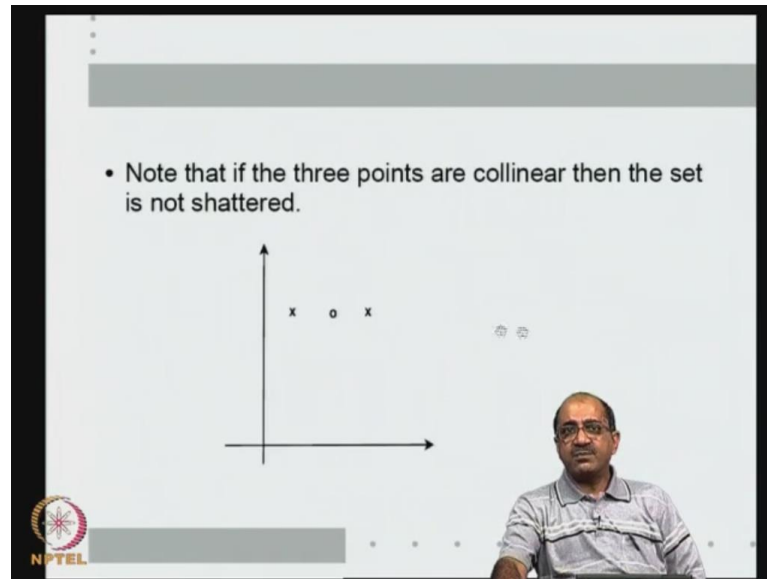 • Note that if the three points are collinear then the set
is not shattered.
x o x
NPTEL